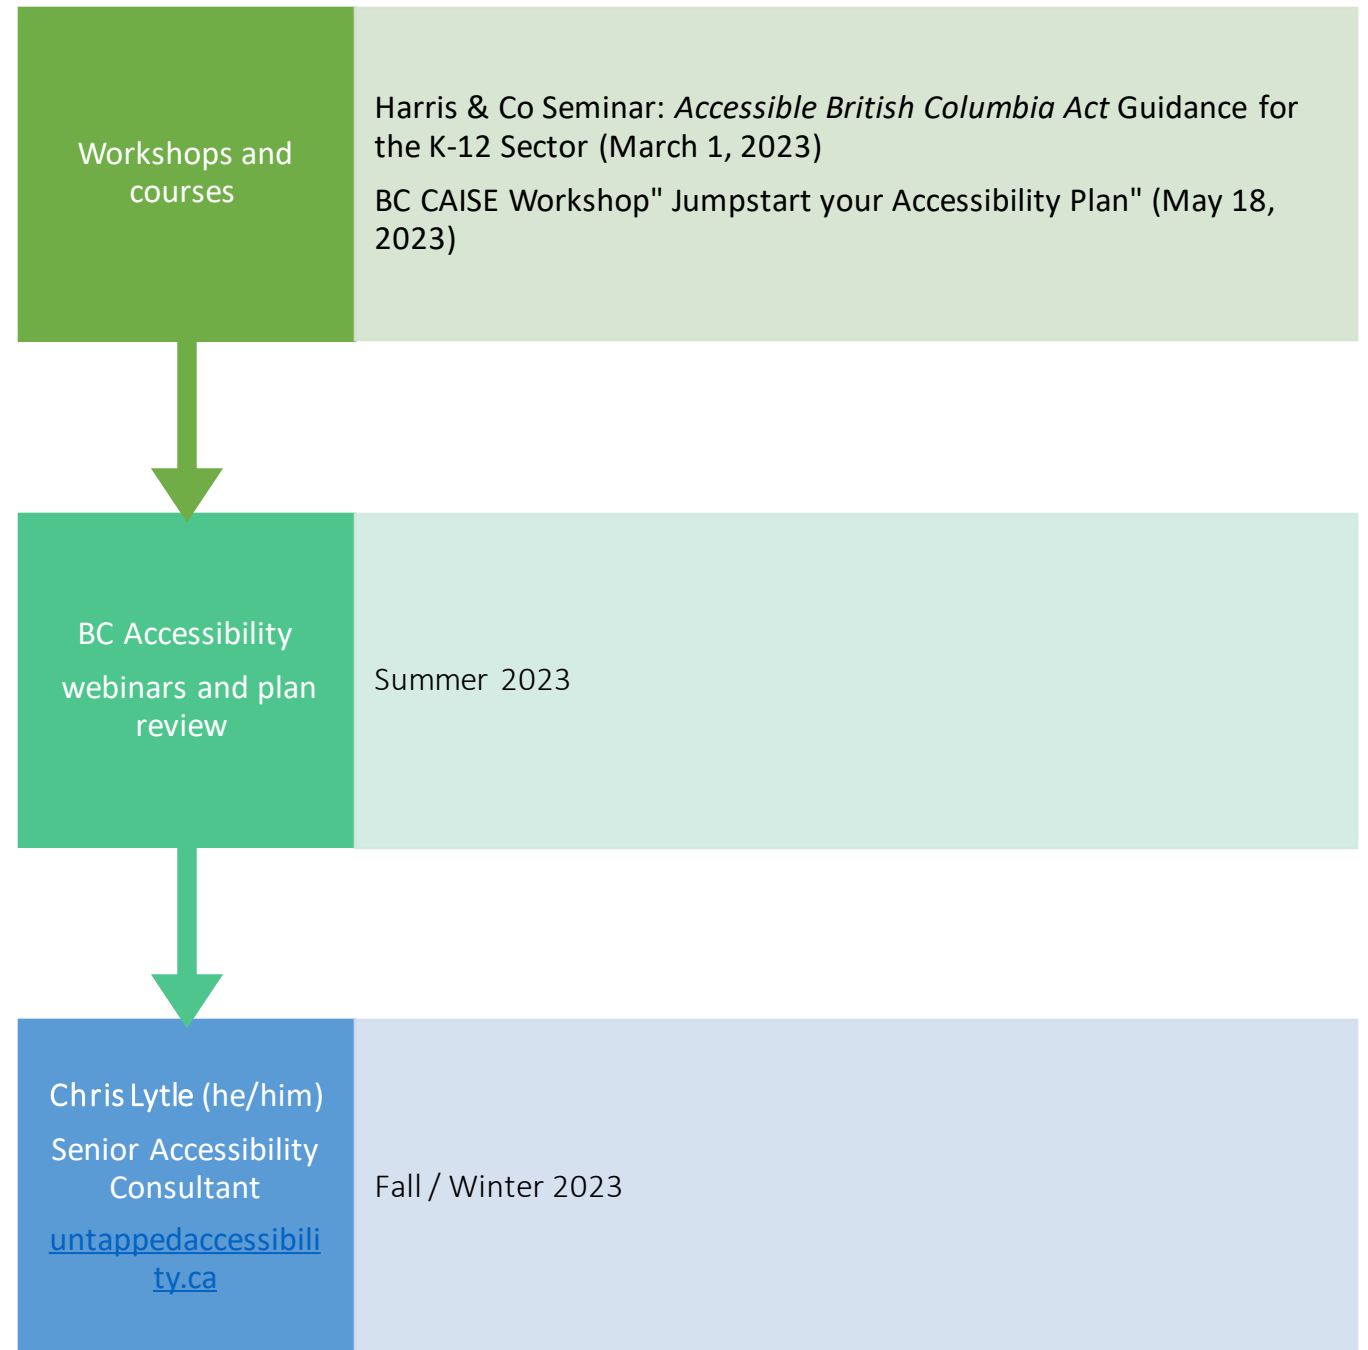 Workshops and
courses
Harris & Co Seminar: Accessible British Columbia Act Guidance for
the K-12 Sector (March 1, 2023)
BC CAISE Workshop" Jumpstart your Accessibility Plan" (May 18,
2023)
BC Accessibility
webinars and plan
review
Summer 2023
Chris Lytle (he/him)
Senior Accessibility
Consultant
untappedaccessibili
ty.ca
Fall / Winter 2023